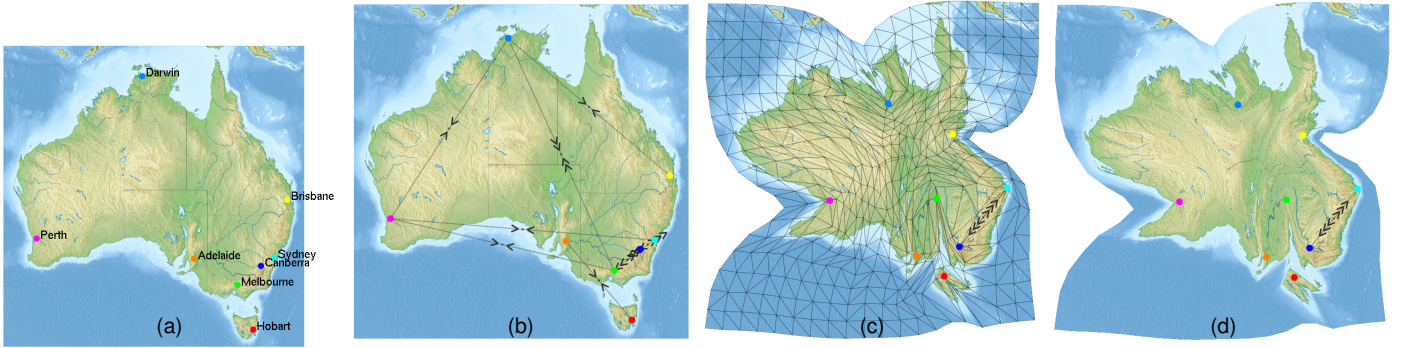 Darwin
Brisbane
Perth
Adelaide
Sydney
Canberra
Melbourne
Hobart
(a)
(b)
(c)
(d)